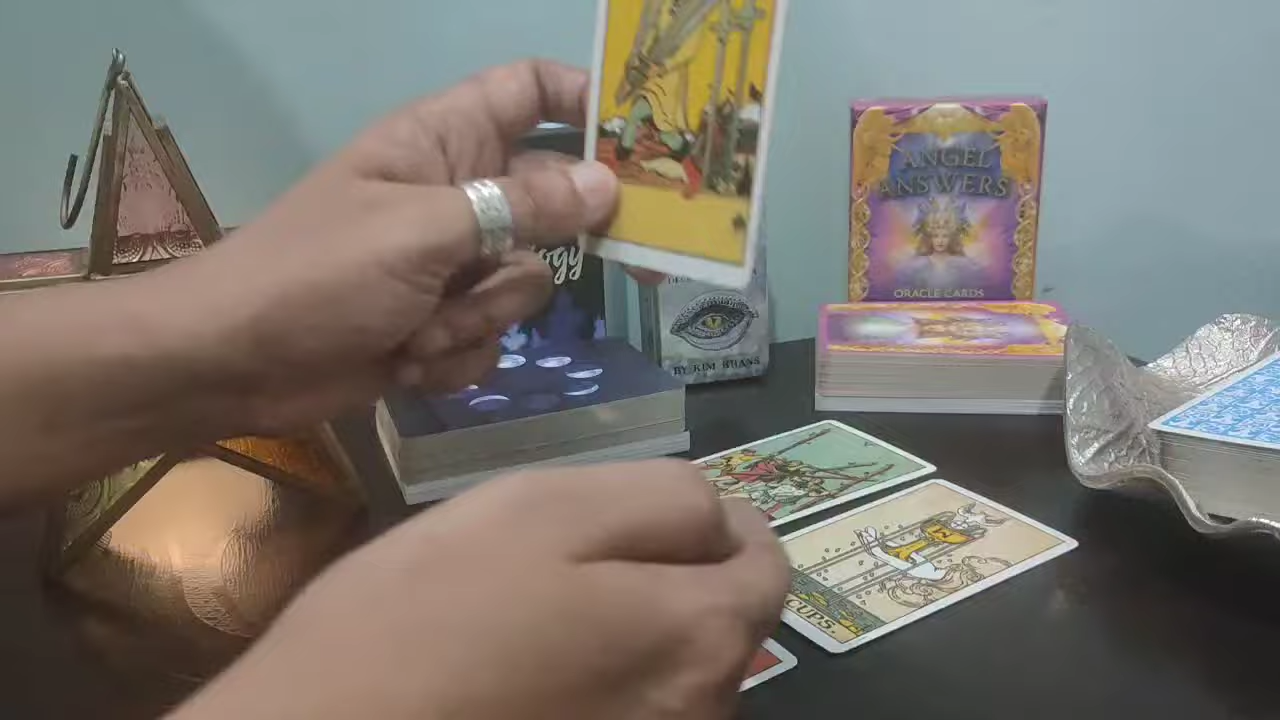 ANGEL
ANSWERS
ORACLE CARDS
ogy
BY KIM KRANS
CUPS.